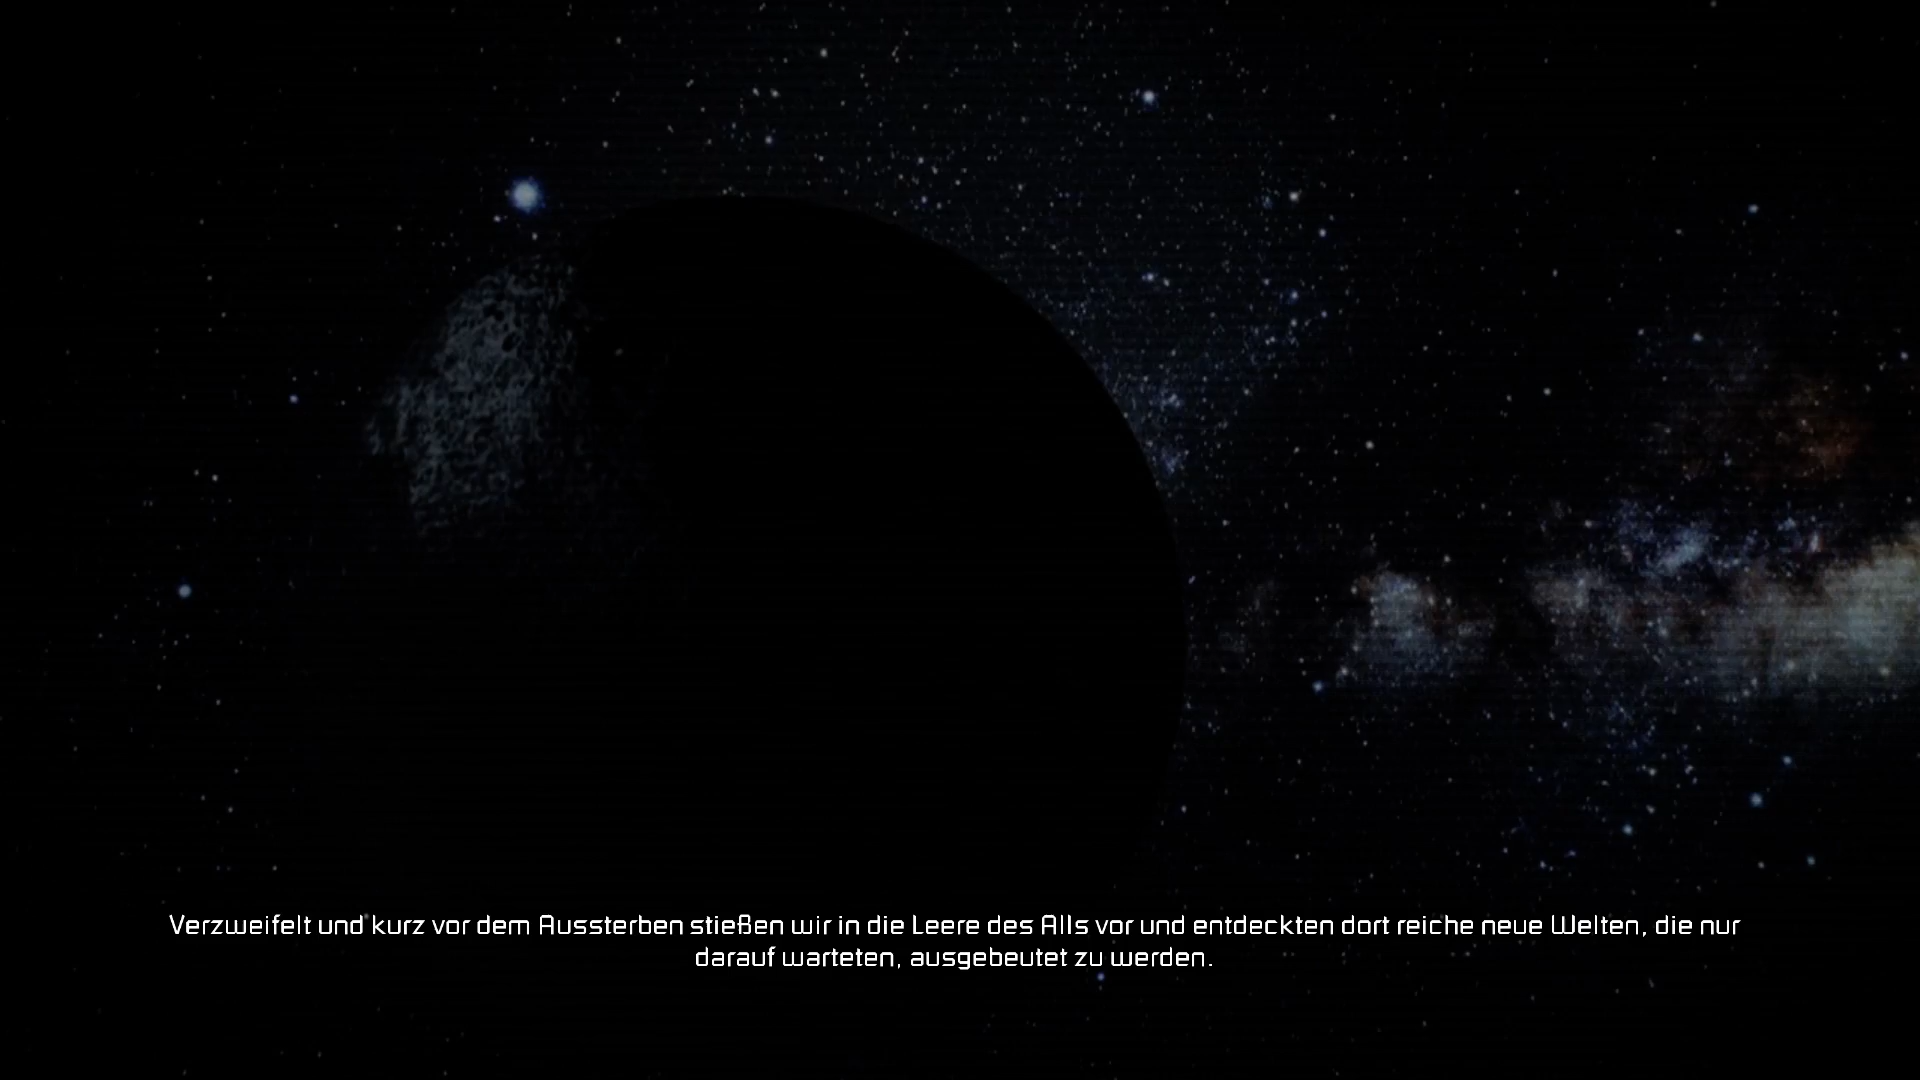 Verzweifelt und kurz vor dem Aussterben stießen wir in die Leere des Alls vor und entdeckten dort reiche neue Welten, die nur
darauf warteten, ausgebeutet zu werden.